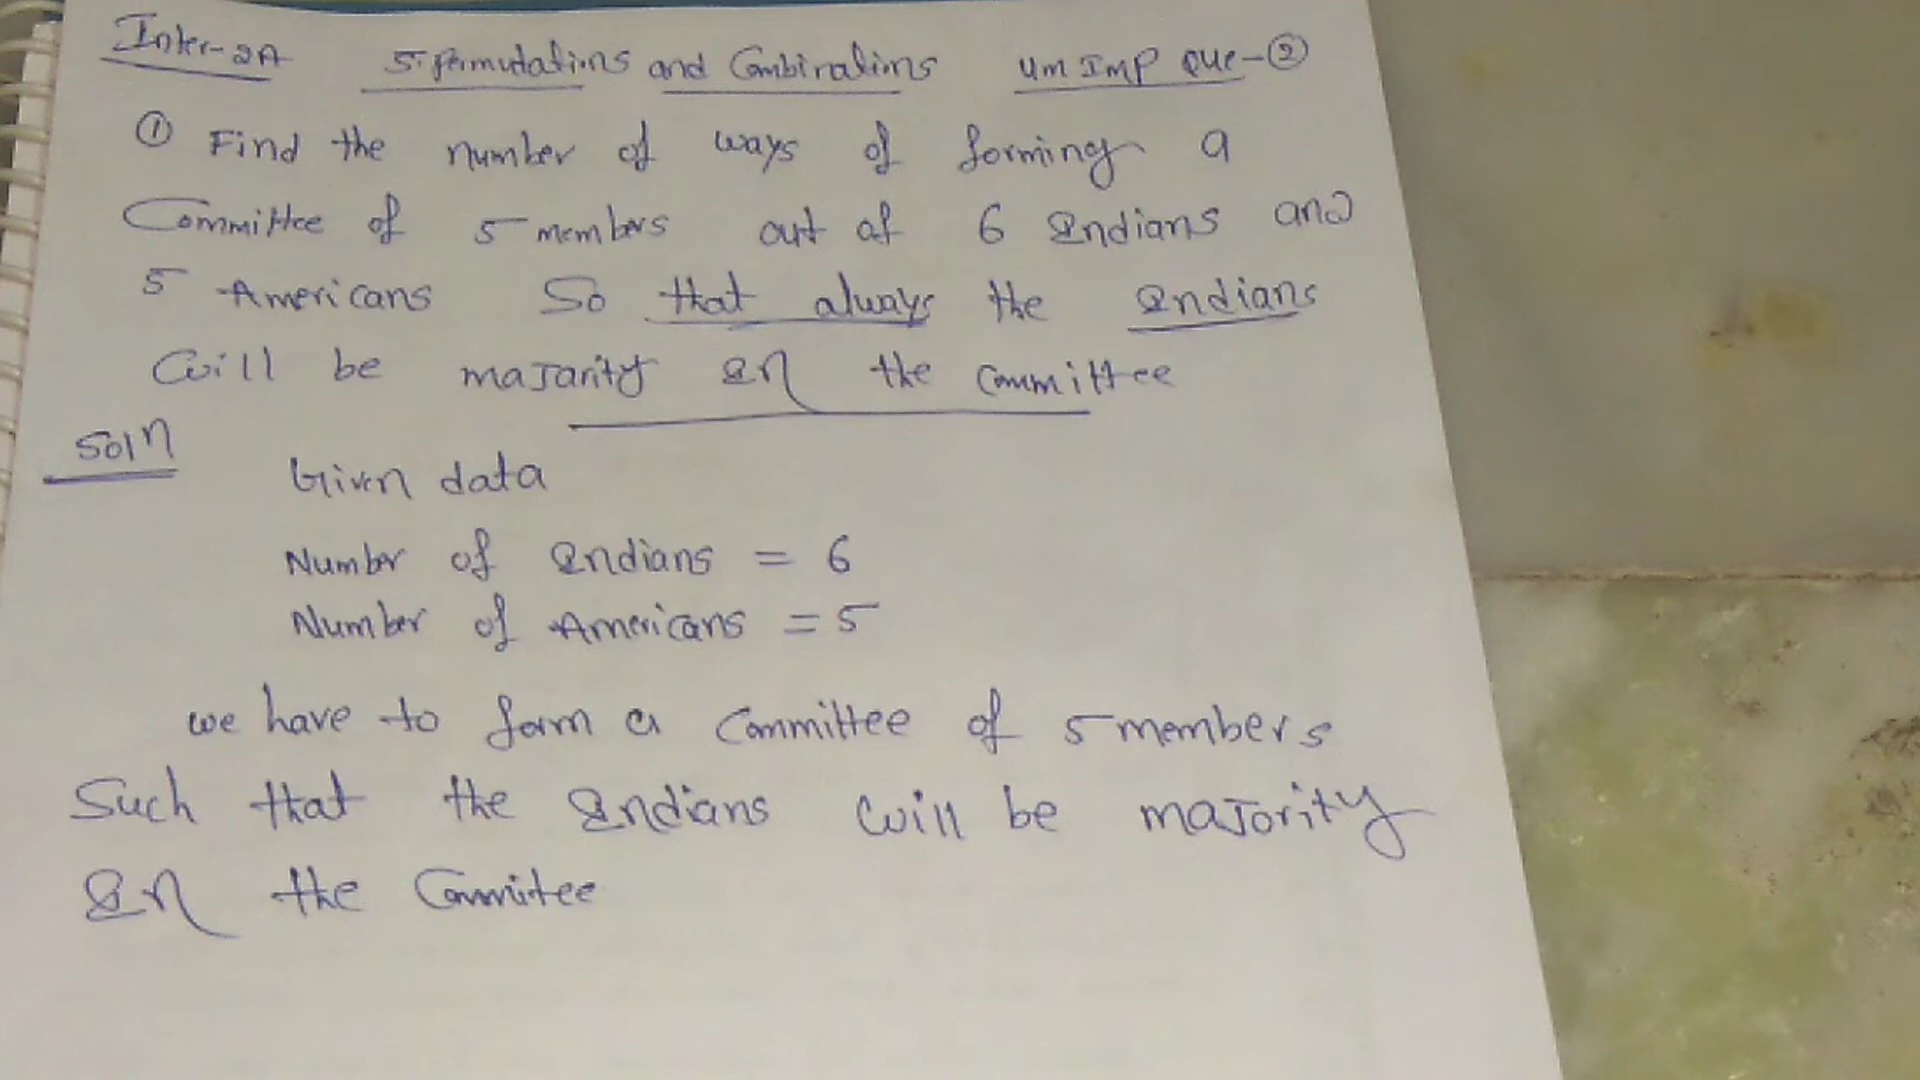 Inter-2A 5. Permutations and Combinations 4m Imp Que-②
① Find the number of ways of forming a
Committee of 5 members out of 6 Indians and
5 Americans So that always the Indians
will be majarity in the committee
Soln
Given data
Number of Indians = 6
Number of Americans = 5
we have to form a committee of 5 members
Such that the Indians will be majority
in the Commitee